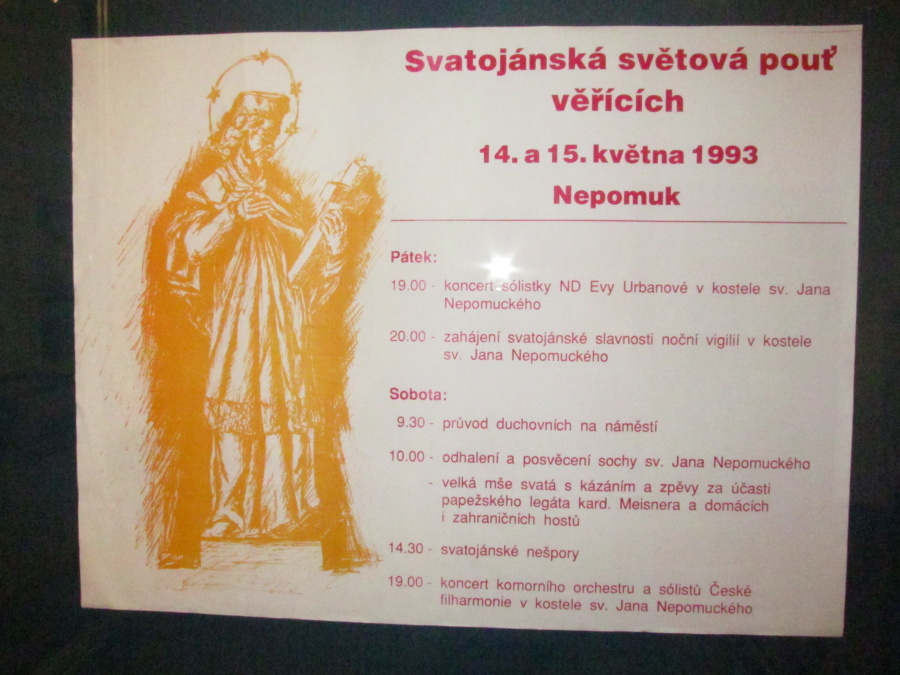 Svatojánská světová pouť
věřících
14. a 15. května 1993
Nepomuk
Pátek:
19.00 - koncert sólistky ND Evy Urbanové v kostele sv. Jana
Nepomuckého
20.00 - zahájení svatojánské slavnosti noční vigilií v kostele
sv. Jana Nepomuckého
Sobota:
9.30 - průvod duchovních na náměstí
10.00 - odhalení a posvěcení sochy sv. Jana Nepomuckého
- velká mše svatá s kázáním a zpěvy za účasti
papežského legáta kard. Meisnera a domácích
i zahraničních hostů
14.30 - svatojánské nešpory
19.00 - koncert komorního orchestru a sólistů České
filharmonie v kostele sv. Jana Nepomuckého